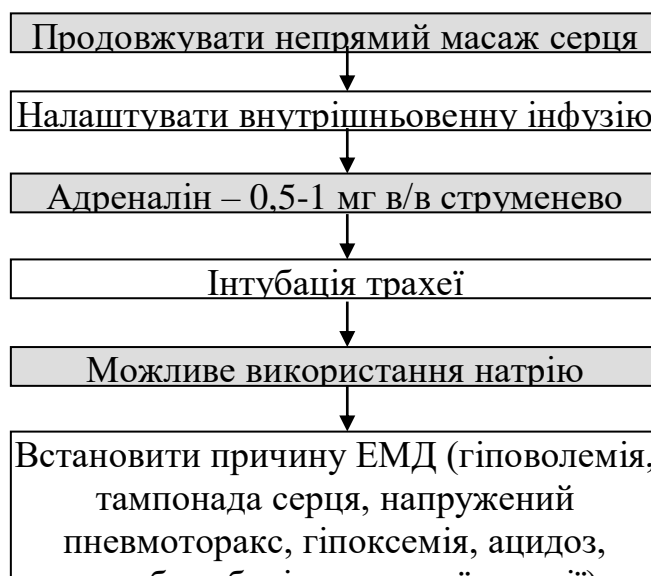 Продовжувати непрямий масаж серця
Налаштувати внутрішньовенну інфузію
Адреналін – 0,5-1 мг в/в струменево
Інтубація трахеї
Можливе використання натрію
Встановити причину ЕМД (гіповолемія,
тампонада серця, напружений
пневмоторакс, гіпоксемія, ацидоз,